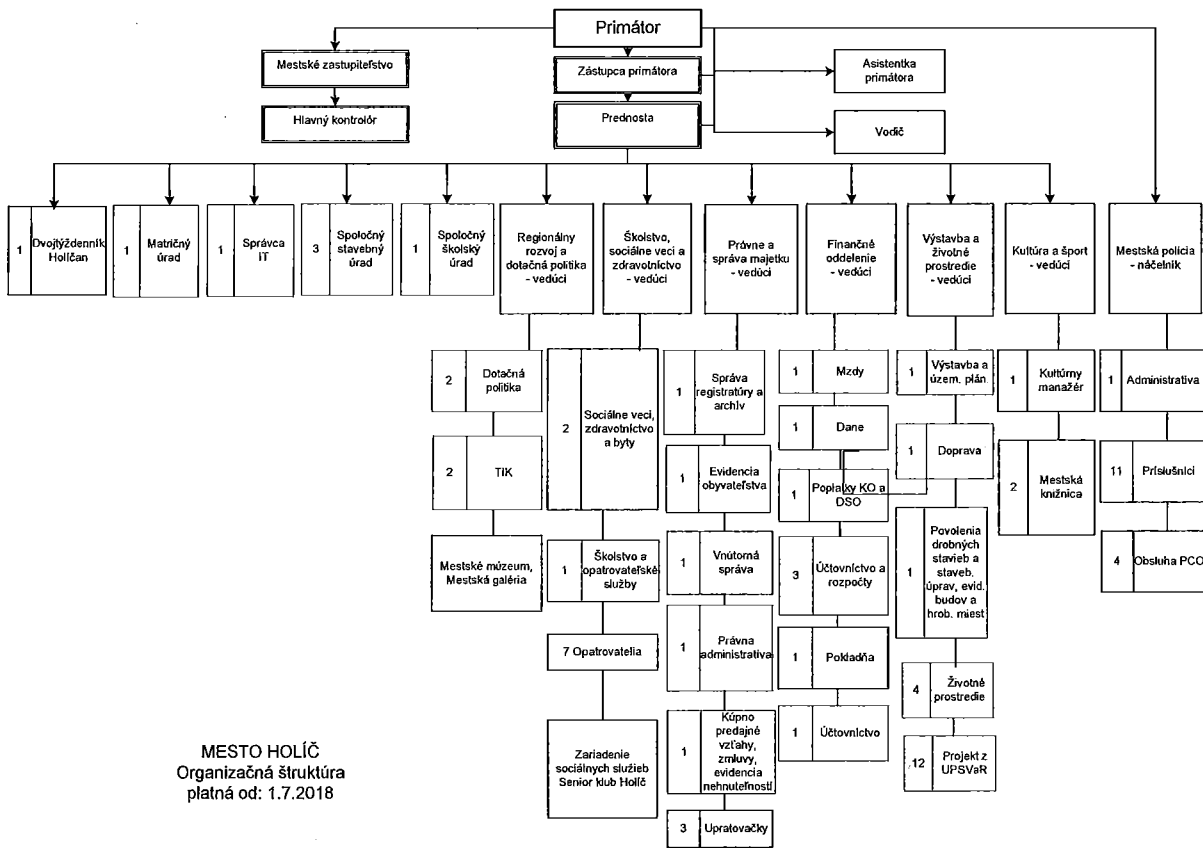 Primátor
Mestské zastupiteľstvo
Zástupca primátora
Asistentka
primátora
Hlavný kontrolór
Prednosta
Vodič
1
Dvojtýždenník
Holíčan
1
Matričný
úrad
1
Správca
IT
3
Spoločný
stavebný
úrad
1
Spoločný
školský
úrad
Regionálny
rozvoj a
dotačná politika
- vedúci
Školstvo,
sociálne veci a
zdravotníctvo
- vedúci
Právne a
správa majetku
- vedúci
Finančné
oddelenie -
vedúci
Výstavba a
životné
prostredie -
vedúci
Kultúra a šport
- vedúci
Mestská polícia
- náčelník
2
Dotačná
politika
2
TIK
Mestské múzeum,
Mestská galéria
2
Sociálne veci,
zdravotníctvo
a byty
1
Školstvo a
opatrovateľské
služby
7 Opatrovatelia
Zariadenie
sociálnych služieb
Senior klub Holíč
1
Správa
registratúry a
archív
1
Evidencia
obyvateľstva
1
Vnútorná
správa
1
Právna
administratíva
1
Kúpno
predajné
vzťahy,
zmluvy,
evidencia
nehnuteľností
3
Upratovačky
1
Mzdy
1
Dane
1
Poplatky KO a
DSO
3
Účtovníctvo a
rozpočty
1
Pokladňa
1
Účtovníctvo
1
Výstavba a
územ. plán.
1
Doprava
1
Povolenia
drobných
stavieb a
staveb.
úprav, evid.
budov a
hrob. miest
4
Životné
prostredie
12
Projekt z
UPSVaR
1
Kultúrny
manažér
2
Mestská
knižnica
1
Administratíva
11
Príslušníci
4
Obsluha PCO
MESTO HOLÍČ
Organizačná štruktúra
platná od: 1.7.2018